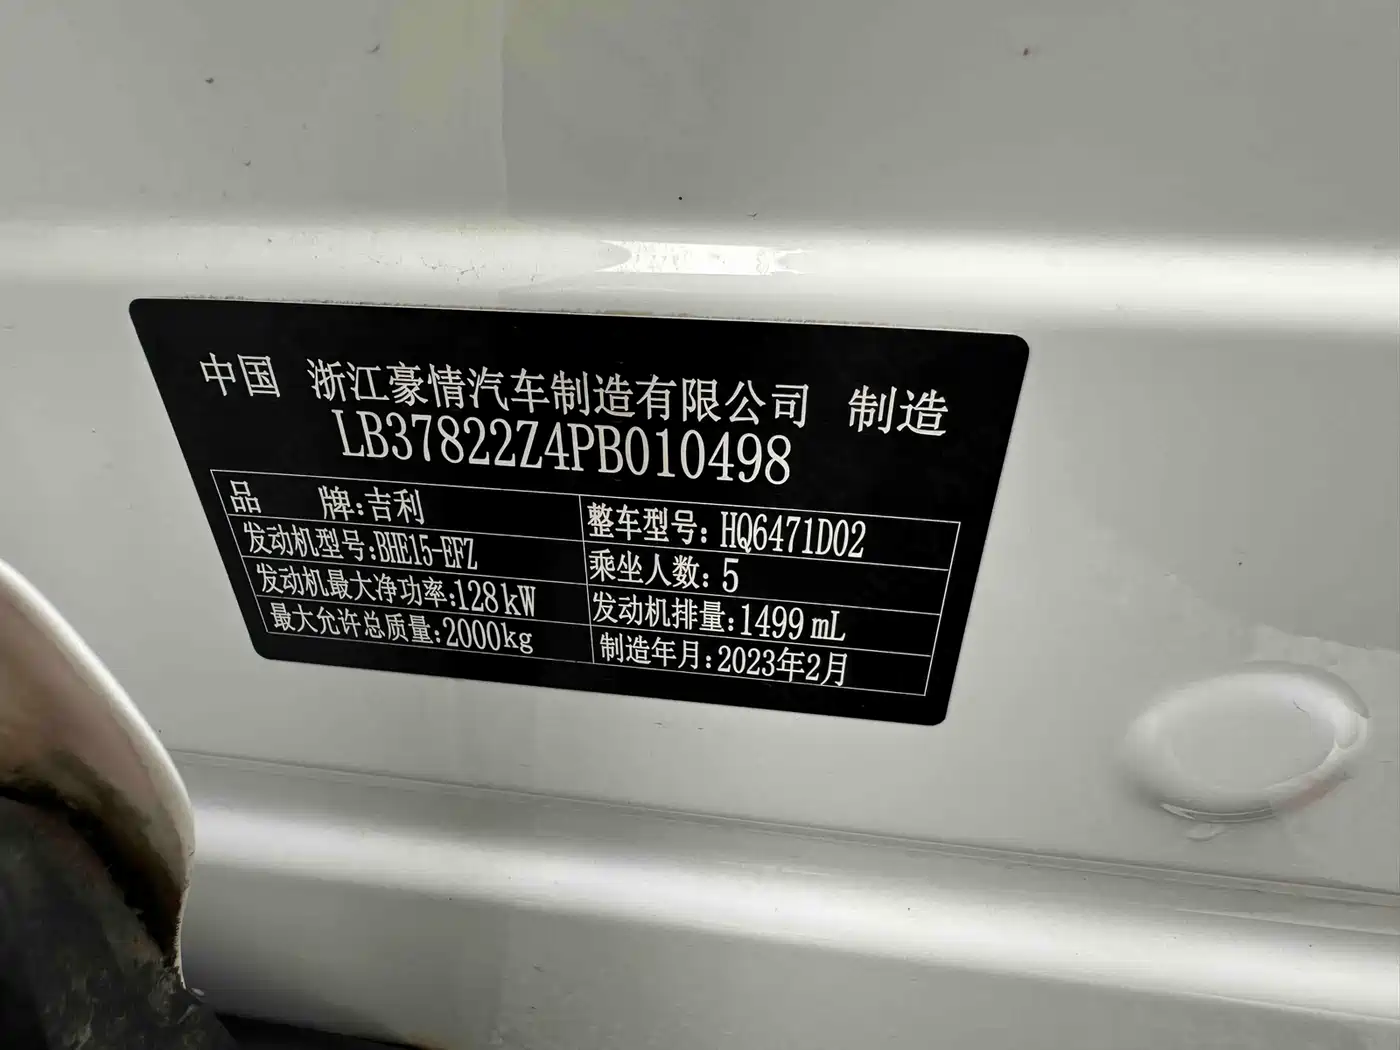 中国 浙江豪情汽车制造有限公司 制造
LB37822Z4PB010498
品 牌:吉利 整车型号:HQ6471D02
发动机型号:BHE15-EFZ 乘坐人数:5
发动机最大净功率:128kW 发动机排量:1499mL
最大允许总质量:2000kg 制造年月:2023年2月